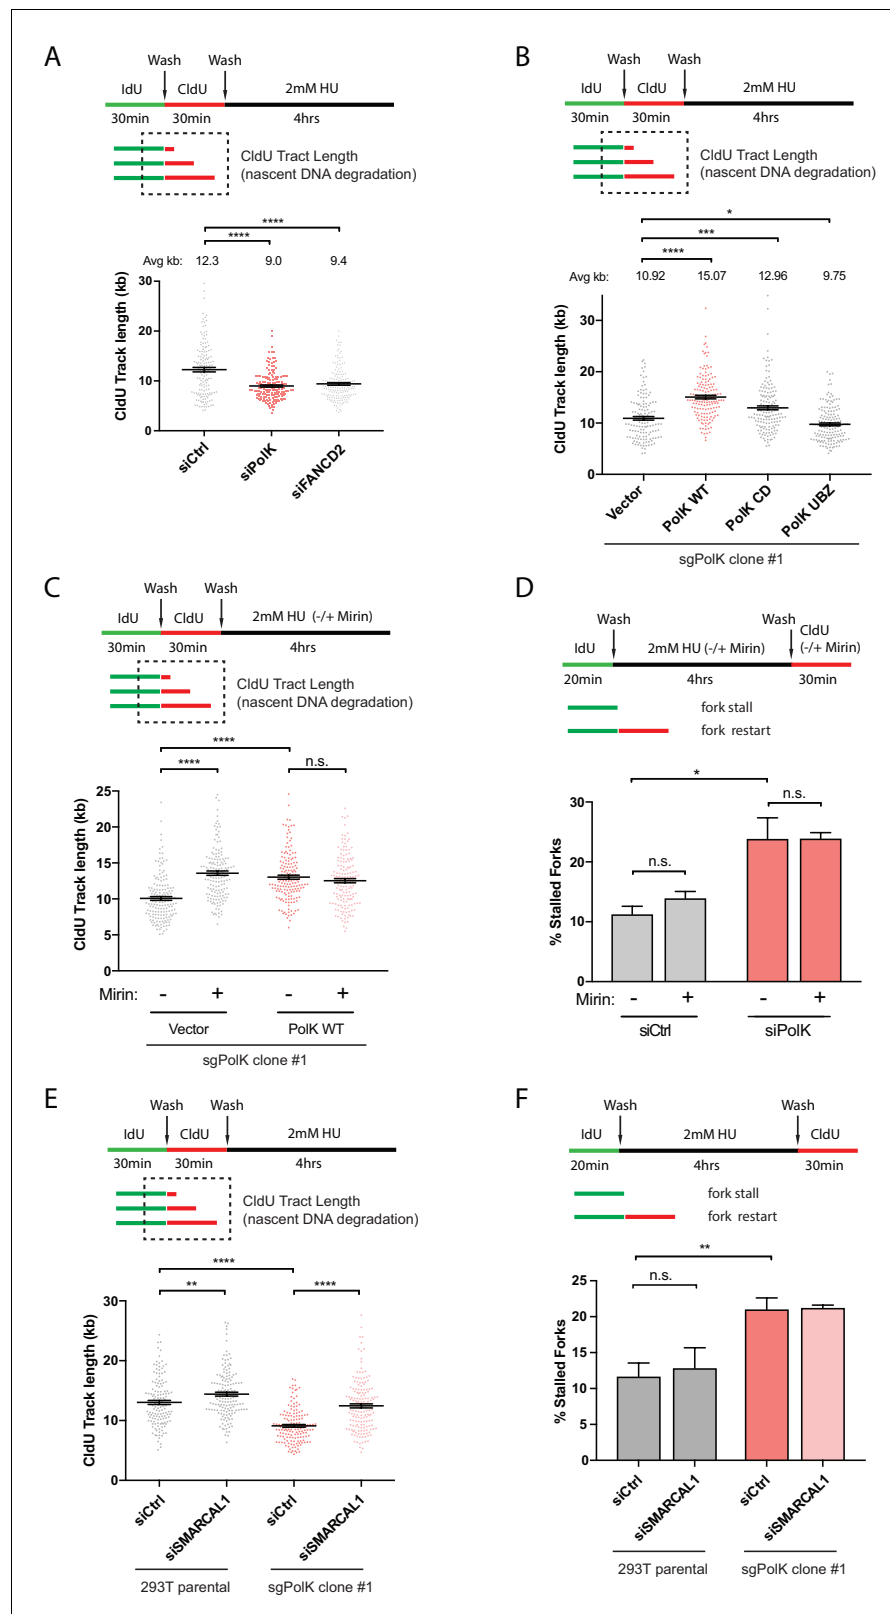 A
Wash Wash
IdU CldU 2mM HU
30min 30min 4hrs
CldU Tract Length
(nascent DNA degradation)
****
****
Avg kb: 12.3 9.0 9.4
CldU Track length (kb)
30
20
10
0
siCtrl
siPolK
siFANCD2
B
Wash Wash
IdU CldU 2mM HU
30min 30min 4hrs
CldU Tract Length
(nascent DNA degradation)
*
***
****
Avg kb: 10.92 15.07 12.96 9.75
CldU Track length (kb)
30
20
10
0
Vector
PolK WT
PolK CD
PolK UBZ
sgPolK clone #1
C
Wash Wash
IdU CldU 2mM HU (-/+ Mirin)
30min 30min 4hrs
CldU Tract Length
(nascent DNA degradation)
****
**** n.s.
CldU Track length (kb)
25
20
15
10
5
0
Mirin: - + - +
Vector PolK WT
sgPolK clone #1
D
Wash Wash CldU
IdU 2mM HU (-/+ Mirin) (-/+ Mirin)
20min 4hrs 30min
fork stall
fork restart
*
n.s.
n.s.
% Stalled Forks
30
20
10
0
Mirin: - + - +
siCtrl siPolK
E
Wash Wash
IdU CldU 2mM HU
30min 30min 4hrs
CldU Tract Length
(nascent DNA degradation)
****
** ****
CldU Track length (kb)
30
20
10
0
siCtrl
siSMARCAL1
siCtrl
siSMARCAL1
293T parental sgPolK clone #1
F
Wash Wash
IdU 2mM HU CldU
20min 4hrs 30min
fork stall
fork restart
**
n.s.
% Stalled Forks
25
20
15
10
5
0
siCtrl
siSMARCAL1
siCtrl
siSMARCAL1
293T parental sgPolK clone #1